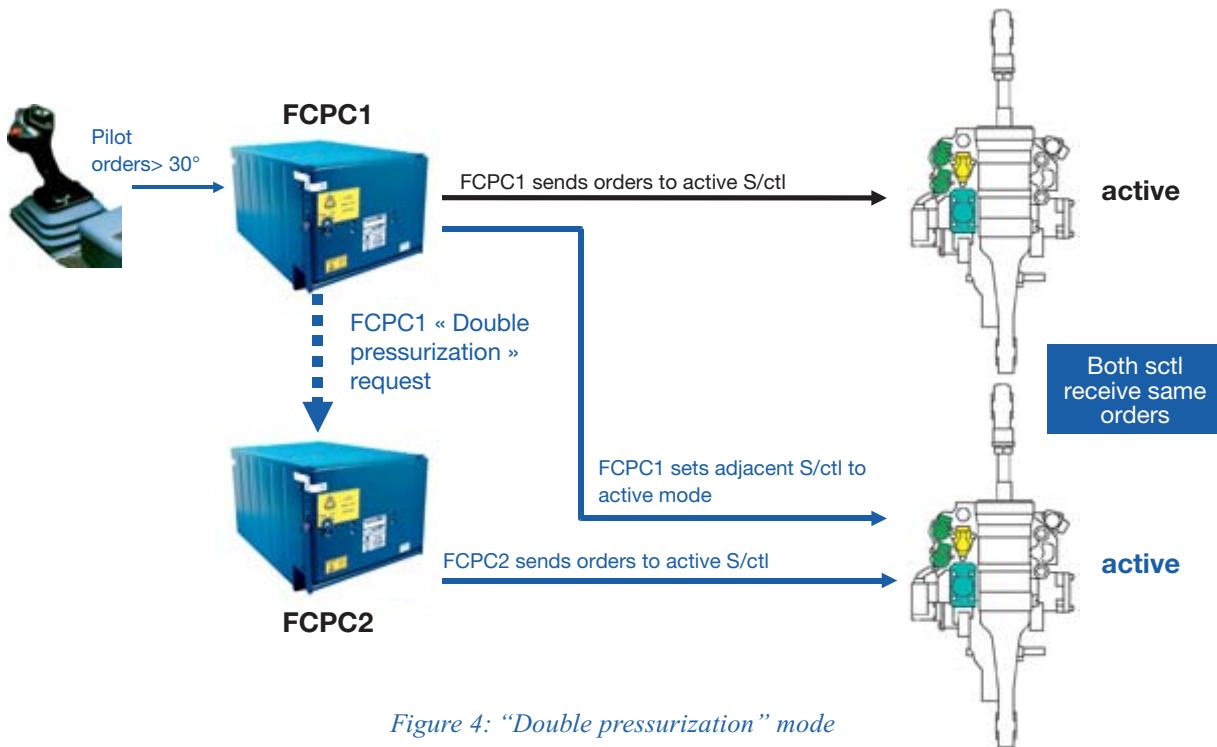 FCPC1
Pilot
orders> 30°
FCPC1 sends orders to active S/ctl
active
FCPC1 « Double
pressurization »
request
Both sctl
receive same
orders
FCPC1 sets adjacent S/ctl to
active mode
FCPC2 sends orders to active S/ctl
active
FCPC2
Figure 4: “Double pressurization” mode